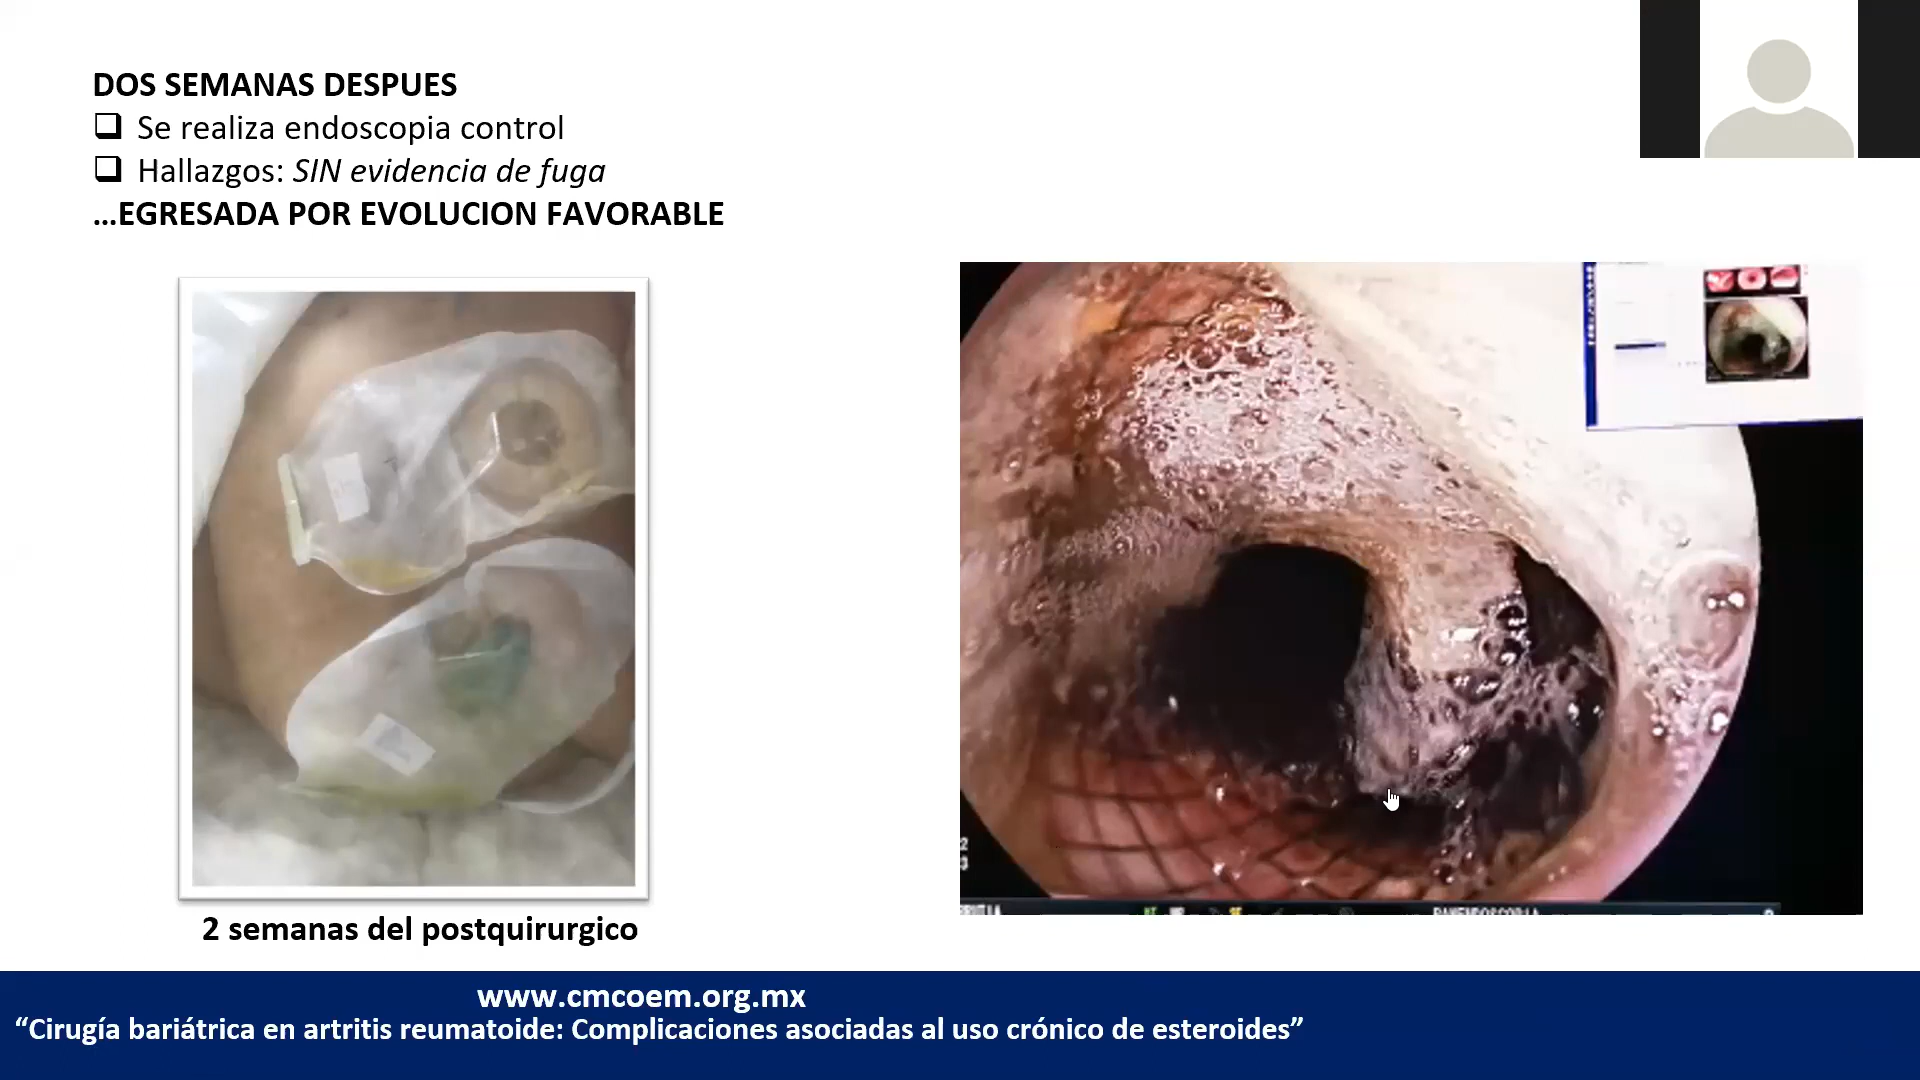 DOS SEMANAS DESPUES
Se realiza endoscopia control
Hallazgos: SIN evidencia de fuga
...EGRESADA POR EVOLUCION FAVORABLE
2 semanas del postquirurgico
www.cmcoem.org.mx
“Cirugía bariátrica en artritis reumatoide: Complicaciones asociadas al uso crónico de esteroides”